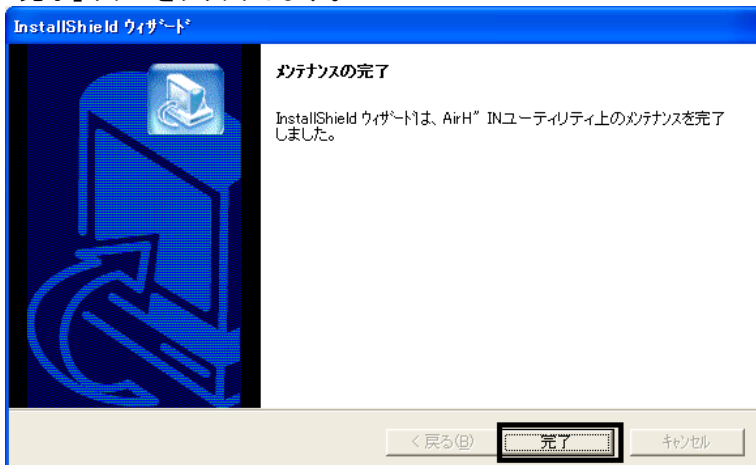 InstallShield ウィザード
メンテナンスの完了
InstallShield ウィザードは、AirH" INユーティリティ上のメンテナンスを完了
しました。
< 戻る(B)
完了
キャンセル